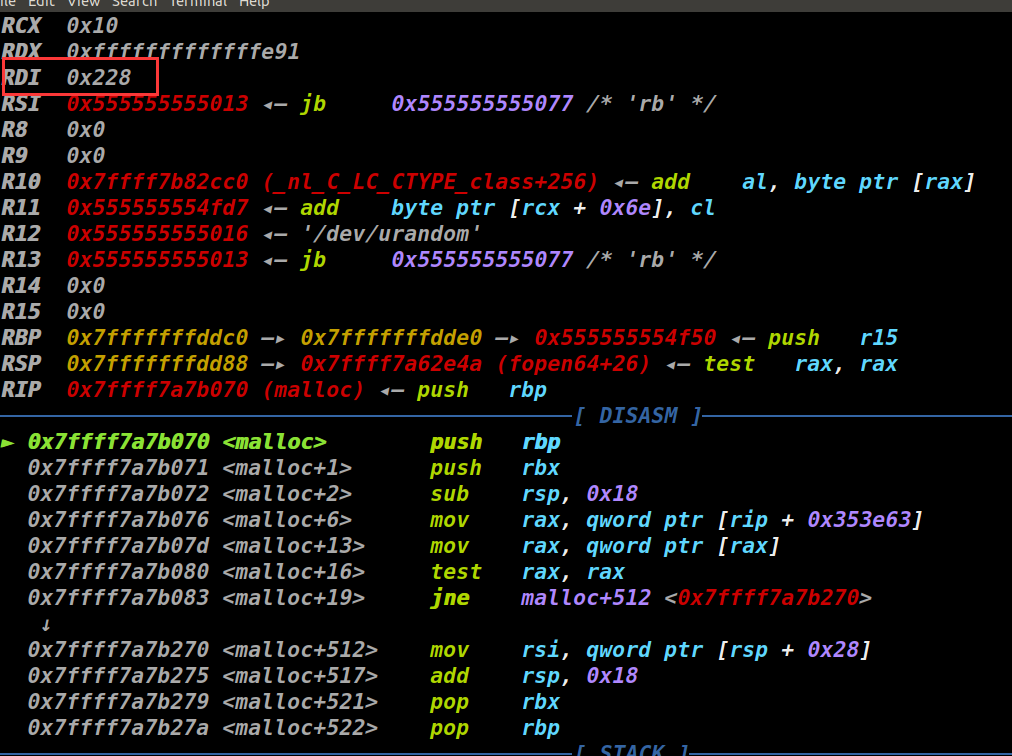 ile Edit View Search Terminal Help
RCX 0x10
RDX 0xfffffffffffffe91
RDI 0x228
RSI 0x555555555013 ◂— jb 0x555555555077 /* 'rb' */
R8 0x0
R9 0x0
R10 0x7ffff7b82cc0 (_nl_C_LC_CTYPE_class+256) ◂— add al, byte ptr [rax]
R11 0x555555554fd7 ◂— add byte ptr [rcx + 0x6e], cl
R12 0x555555555016 ◂— '/dev/urandom'
R13 0x555555555013 ◂— jb 0x555555555077 /* 'rb' */
R14 0x0
R15 0x0
RBP 0x7fffffffddc0 —▸ 0x7fffffffdde0 —▸ 0x555555554f50 ◂— push r15
RSP 0x7fffffffdd88 —▸ 0x7ffff7a62e4a (fopen64+26) ◂— test rax, rax
RIP 0x7ffff7a7b070 (malloc) ◂— push rbp
[ DISASM ]
► 0x7ffff7a7b070 <malloc> push rbp
0x7ffff7a7b071 <malloc+1> push rbx
0x7ffff7a7b072 <malloc+2> sub rsp, 0x18
0x7ffff7a7b076 <malloc+6> mov rax, qword ptr [rip + 0x353e63]
0x7ffff7a7b07d <malloc+13> mov rax, qword ptr [rax]
0x7ffff7a7b080 <malloc+16> test rax, rax
0x7ffff7a7b083 <malloc+19> jne malloc+512 <0x7ffff7a7b270>
↓
0x7ffff7a7b270 <malloc+512> mov rsi, qword ptr [rsp + 0x28]
0x7ffff7a7b275 <malloc+517> add rsp, 0x18
0x7ffff7a7b279 <malloc+521> pop rbx
0x7ffff7a7b27a <malloc+522> pop rbp
[ STACK ]